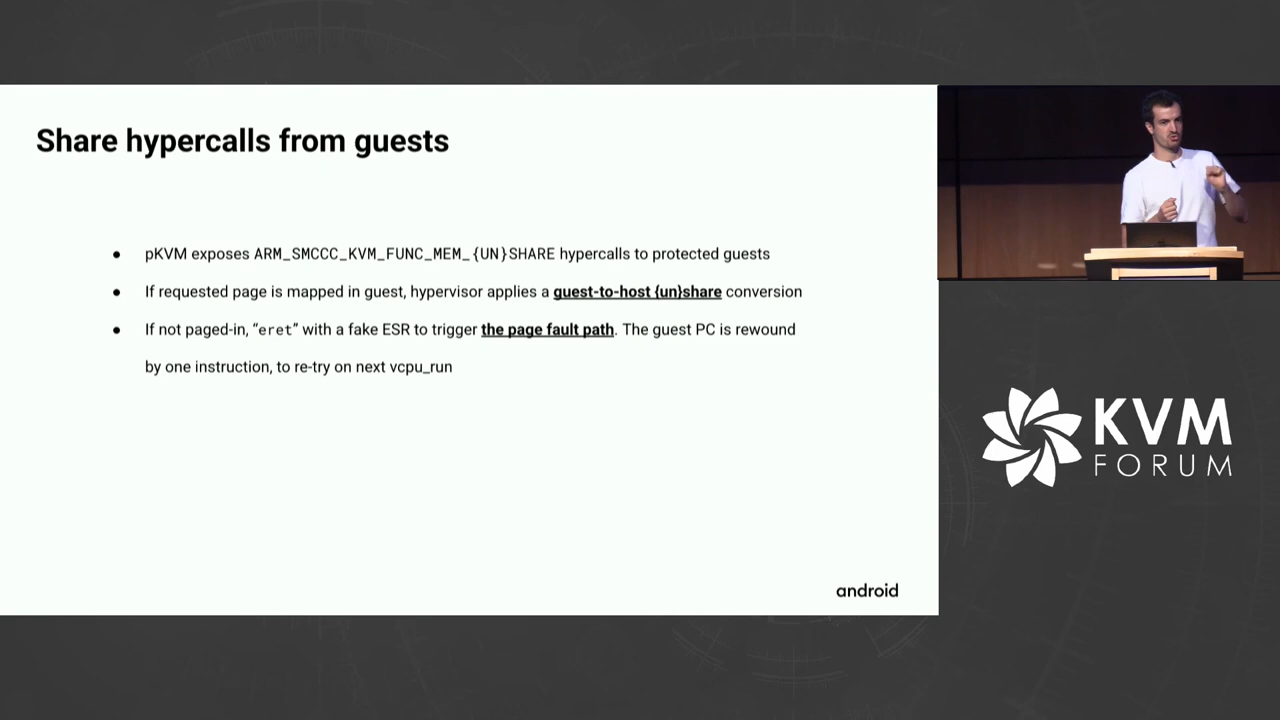 Share hypercalls from guests
● pKVM exposes ARM_SMCCC_KVM_FUNC_MEM_{UN}SHARE hypercalls to protected guests
● If requested page is mapped in guest, hypervisor applies a guest-to-host {un}share conversion
● If not paged-in, “eret” with a fake ESR to trigger the page fault path. The guest PC is rewound
by one instruction, to re-try on next vcpu_run
android
KVM
FORUM